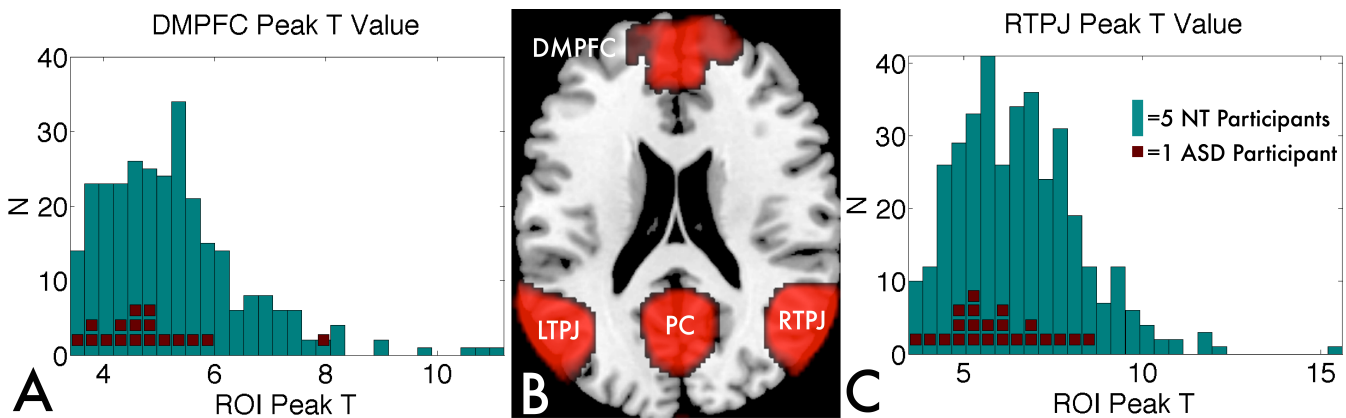 DMPFC Peak T Value
40
30
20
10
0
N
4 6 8 10
ROI Peak T
A
DMPFC
LTPJ PC RTPJ
B
RTPJ Peak T Value
40
30
20
10
0
N
=5 NT Participants
=1 ASD Participant
5 10 15
ROI Peak T
C